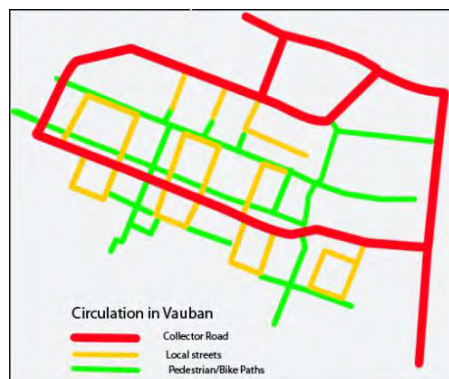 Circulation in Vauban
Collector Road
Local streets
Pedestrian/Bike Paths